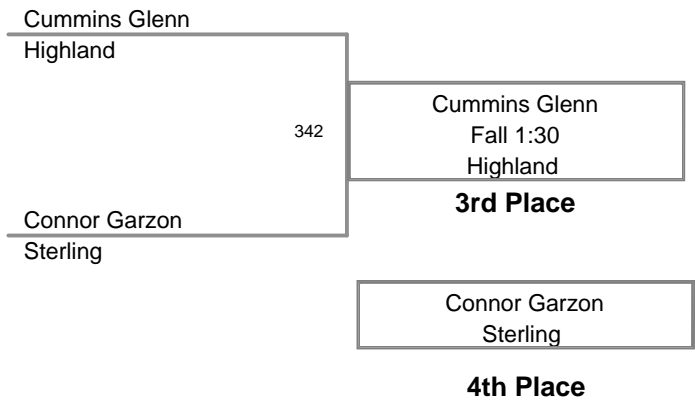 Cummins Glenn
Highland
342
Cummins Glenn
Fall 1:30
Highland
3rd Place
Connor Garzon
Sterling
Connor Garzon
Sterling
4th Place